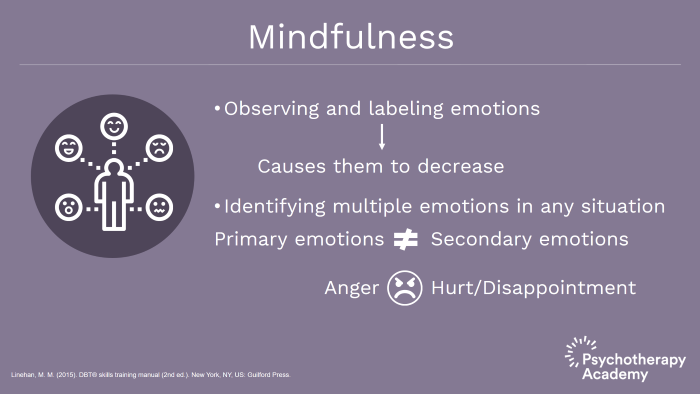 Mindfulness
• Observing and labeling emotions
Causes them to decrease
• Identifying multiple emotions in any situation
Primary emotions ≠ Secondary emotions
Anger Hurt/Disappointment
Psychotherapy
Academy
Linehan, M. M. (2015). DBT® skills training manual (2nd ed.). New York, NY, US: Guilford Press.